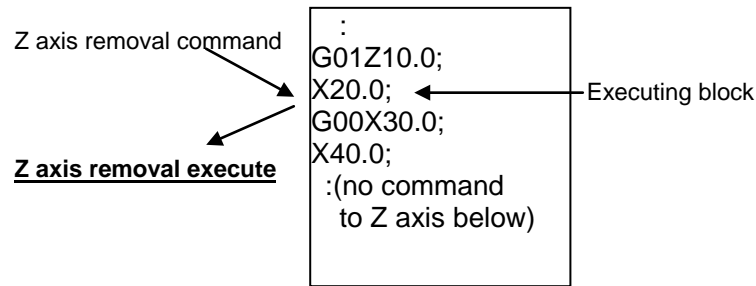 Z axis removal command
Z axis removal execute
:
G01Z10.0;
X20.0;
G00X30.0;
X40.0;
:(no command
to Z axis below)
Executing block